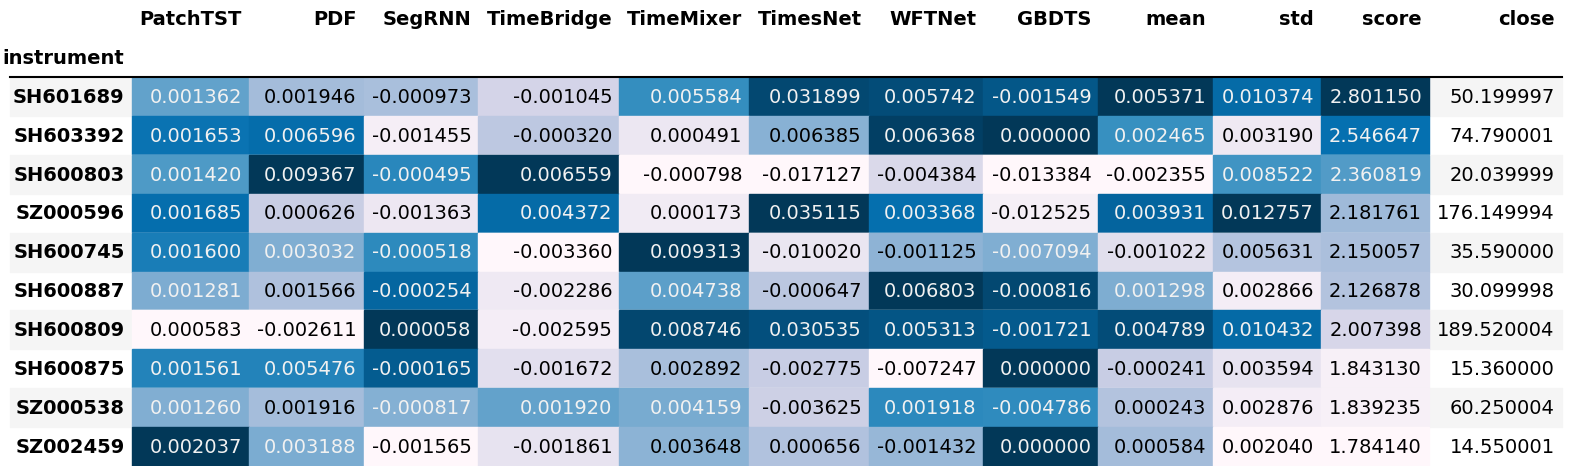 PatchTST PDF SegRNN TimeBridge TimeMixer TimesNet WFTNet GBDTS mean std score close
instrument
SH601689 0.001362 0.001946 -0.000973 -0.001045 0.005584 0.031899 0.005742 -0.001549 0.005371 0.010374 2.801150 50.199997
SH603392 0.001653 0.006596 -0.001455 -0.000320 0.000491 0.006385 0.006368 0.000000 0.002465 0.003190 2.546647 74.790001
SH600803 0.001420 0.009367 -0.000495 0.006559 -0.000798 -0.017127 -0.004384 -0.013384 -0.002355 0.008522 2.360819 20.039999
SZ000596 0.001685 0.000626 -0.001363 0.004372 0.000173 0.035115 0.003368 -0.012525 0.003931 0.012757 2.181761 176.149994
SH600745 0.001600 0.003032 -0.000518 -0.003360 0.009313 -0.010020 -0.001125 -0.007094 -0.001022 0.005631 2.150057 35.590000
SH600887 0.001281 0.001566 -0.000254 -0.002286 0.004738 -0.000647 0.006803 -0.000816 0.001298 0.002866 2.126878 30.099998
SH600809 0.000583 -0.002611 0.000058 -0.002595 0.008746 0.030535 0.005313 -0.001721 0.004789 0.010432 2.007398 189.520004
SH600875 0.001561 0.005476 -0.000165 -0.001672 0.002892 -0.002775 -0.007247 0.000000 -0.000241 0.003594 1.843130 15.360000
SZ000538 0.001260 0.001916 -0.000817 0.001920 0.004159 -0.003625 0.001918 -0.004786 0.000243 0.002876 1.839235 60.250004
SZ002459 0.002037 0.003188 -0.001565 -0.001861 0.003648 0.000656 -0.001432 0.000000 0.000584 0.002040 1.784140 14.550001